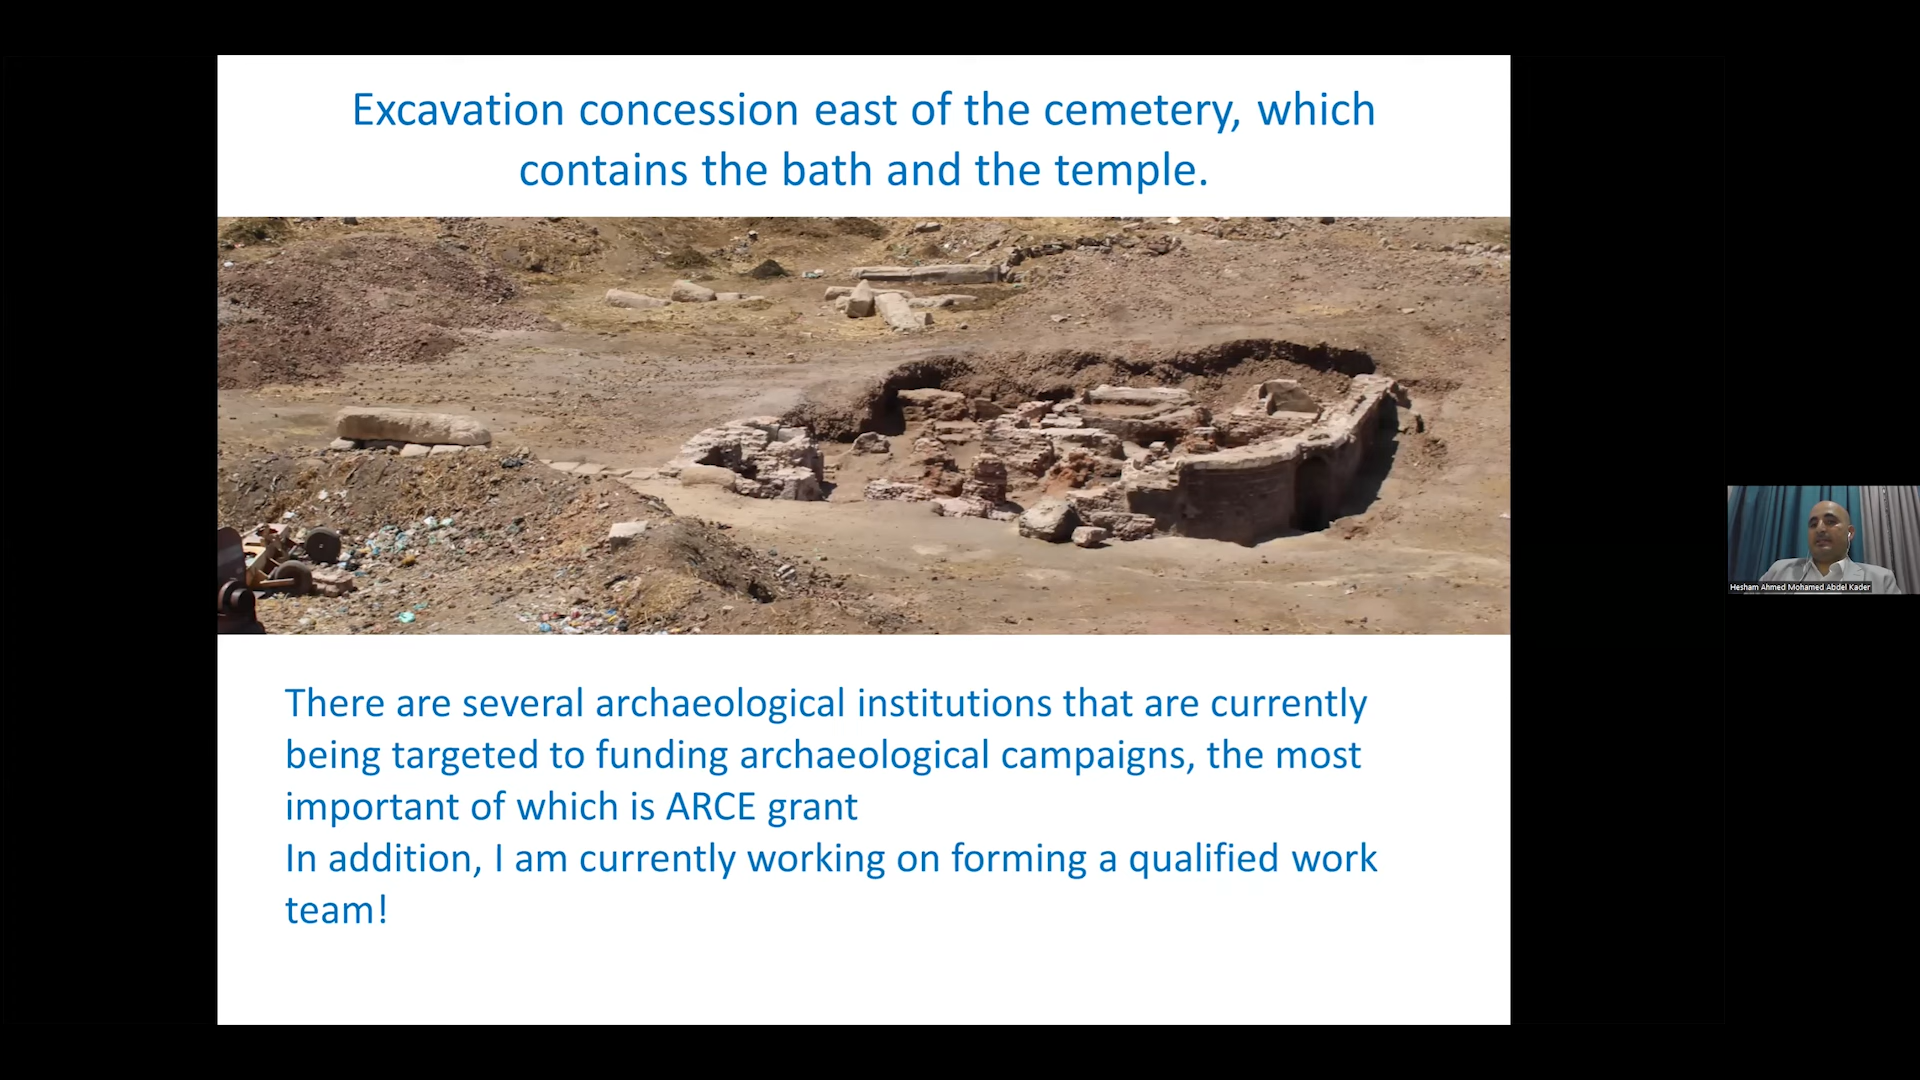 Excavation concession east of the cemetery, which
contains the bath and the temple.
There are several archaeological institutions that are currently
being targeted to funding archaeological campaigns, the most
important of which is ARCE grant
In addition, I am currently working on forming a qualified work
team!
Hesham Ahmed Mohamed Abdel Kader